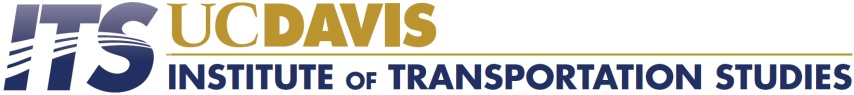 ITS UCDAVIS
INSTITUTE OF TRANSPORTATION STUDIES